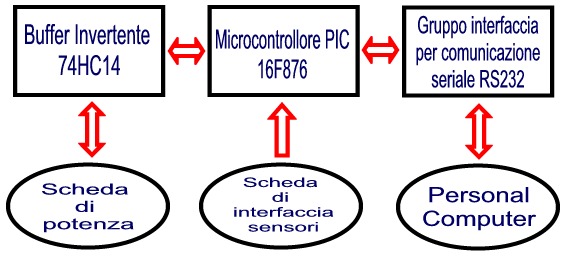 Buffer Invertente
74HC14
Microcontrollore PIC
16F876
Gruppo interfaccia
per comunicazione
seriale RS232
Scheda
di
potenza
Scheda
di
interfaccia
sensori
Personal
Computer